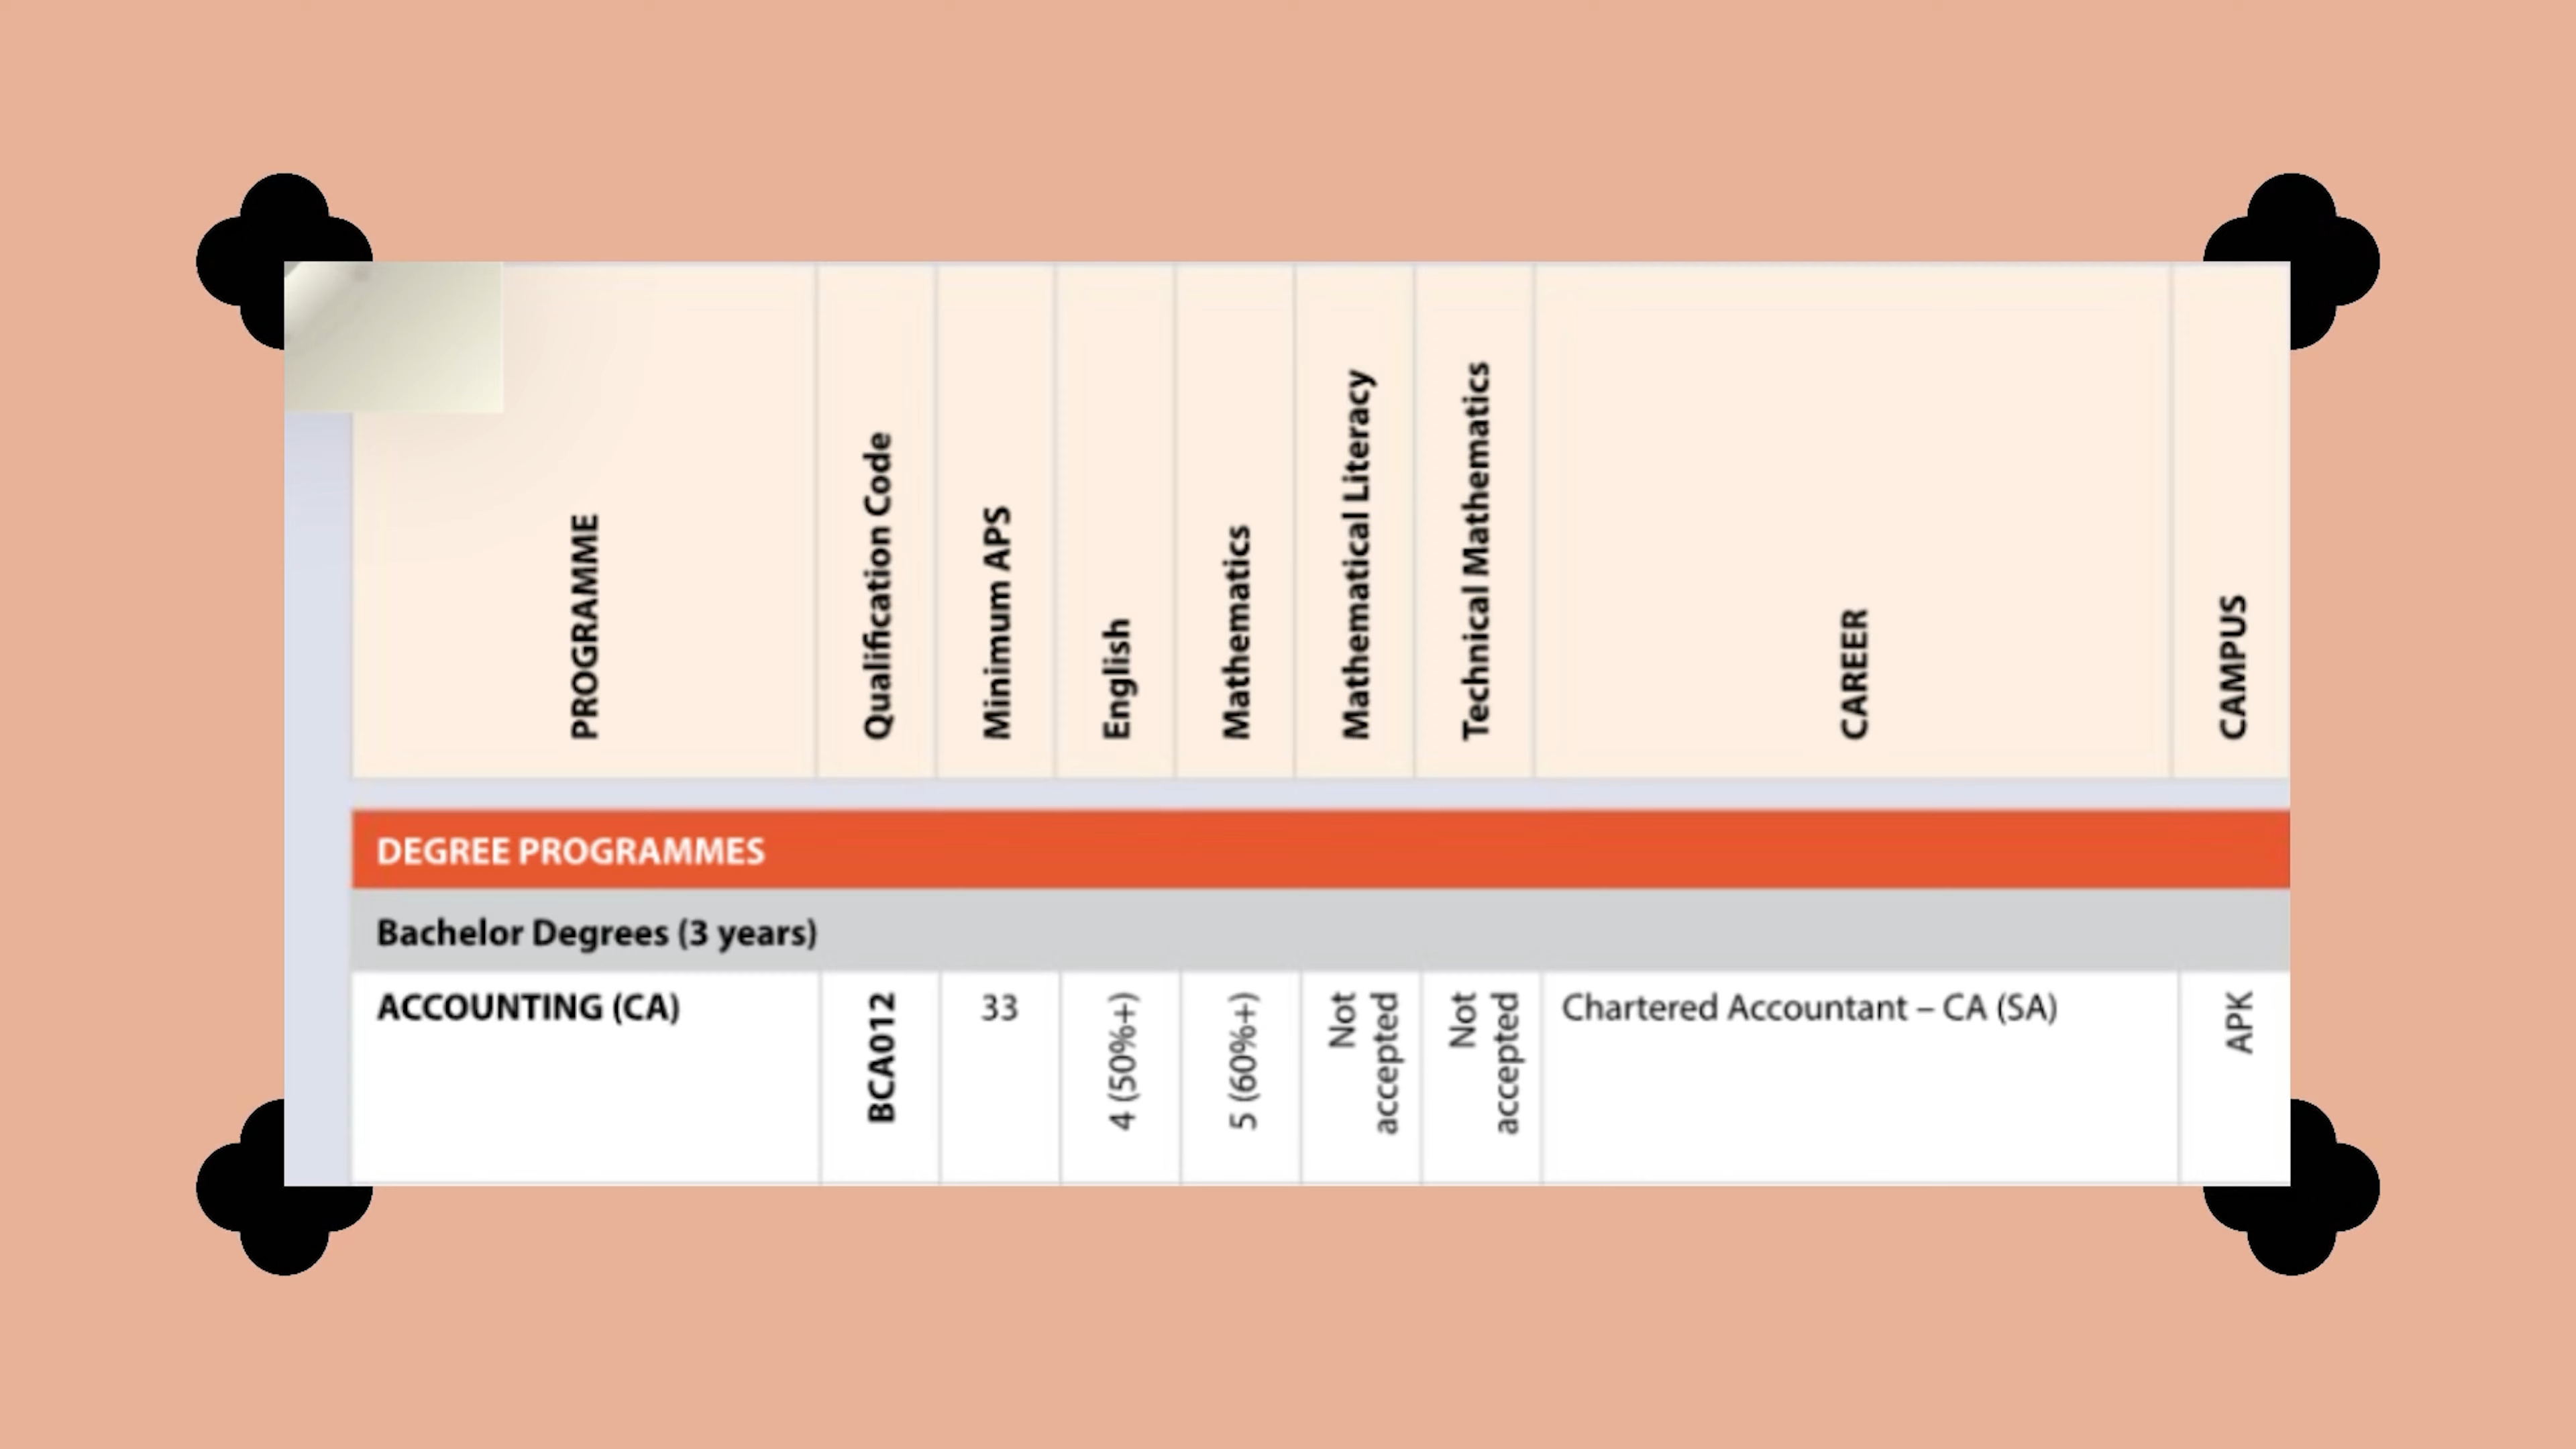 PROGRAMME
Qualification Code
Minimum APS
English
Mathematics
Mathematical Literacy
Technical Mathematics
CAREER
CAMPUS
DEGREE PROGRAMMES
Bachelor Degrees (3 years)
ACCOUNTING (CA)
BCA012
33
4 (50%+)
5 (60%+)
Not
accepted
Not
accepted
Chartered Accountant – CA (SA)
APK